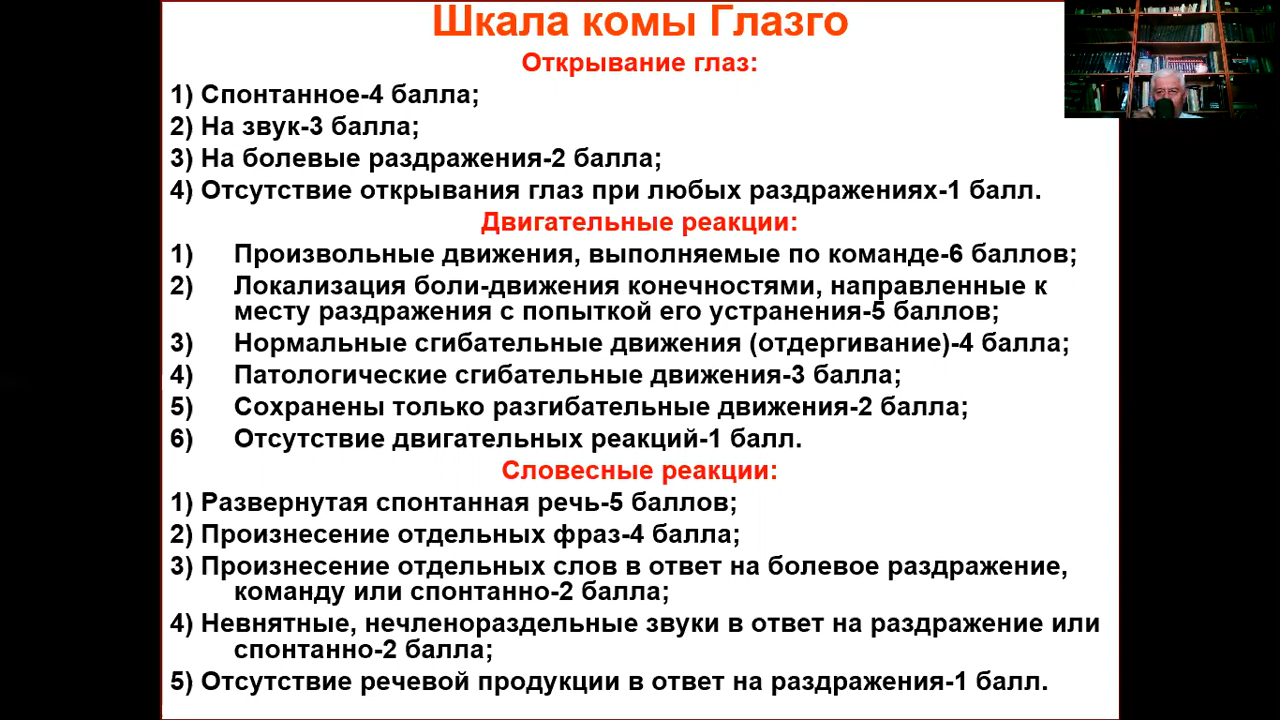 Шкала комы Глазго
Открывание глаз:
1) Спонтанное-4 балла;
2) На звук-3 балла;
3) На болевые раздражения-2 балла;
4) Отсутствие открывания глаз при любых раздражениях-1 балл.
Двигательные реакции:
1) Произвольные движения, выполняемые по команде-6 баллов;
2) Локализация боли-движения конечностями, направленные к
месту раздражения с попыткой его устранения-5 баллов;
3) Нормальные сгибательные движения (отдергивание)-4 балла;
4) Патологические сгибательные движения-3 балла;
5) Сохранены только разгибательные движения-2 балла;
6) Отсутствие двигательных реакций-1 балл.
Словесные реакции:
1) Развернутая спонтанная речь-5 баллов;
2) Произнесение отдельных фраз-4 балла;
3) Произнесение отдельных слов в ответ на болевое раздражение,
команду или спонтанно-2 балла;
4) Невнятные, нечленораздельные звуки в ответ на раздражение или
спонтанно-2 балла;
5) Отсутствие речевой продукции в ответ на раздражения-1 балл.